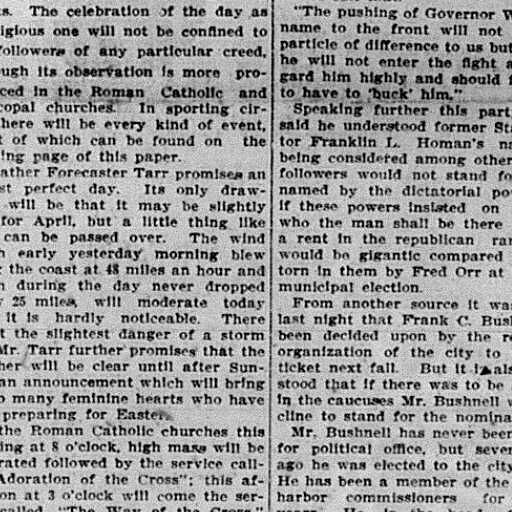 s. The celebration of the day as
igious one will not be confined to
followers of any particular creed,
ugh its observation is more pro-
ced in the Roman Catholic and
copal churches. In sporting cir-
here will be every kind of event,
t of which can be found on the
ing page of this paper.
ather Forecaster Tarr promises an
st perfect day. Its only draw-
will be that it may be slightly
for April, but a little thing like
can be passed over. The wind
h early yesterday morning blew
the coast at 48 miles an hour and
n during the day never dropped
25 miles, will moderate today
it is hardly noticeable. There
t the slightest danger of a storm
Mr. Tarr further promises that the
her will be clear until after Sun-
an announcement which will bring
o many feminine hearts who have
preparing for Easter.
the Roman Catholic churches this
ing at 8 o'clock, high mass will be
rated followed by the service call-
Adoration of the Cross"; this af-
on at 3 o'clock will come the ser-
called "The Way of the Cross."
"The pushing of Governor W
name to the front will not
particle of difference to us but
he will not enter the fight a
gard him highly and should f
to have to 'buck' him."
Speaking further this part
said he understood former Sta
tor Franklin L. Homan's na
being considered among other
followers would not stand fo
named by the dictatorial po
if these powers insisted on
who the man shall be there
a rent in the republican ran
would be gigantic compared
torn in them by Fred Orr at
municipal election.
From another source it was
last night that Frank C. Bush
been decided upon by the re
organization of the city to
ticket next fall. But it is als
stood that if there was to be
in the caucuses Mr. Bushnell w
cline to stand for the nomina
Mr. Bushnell has never been
for political office, but seve
ago he was elected to the city
He has been a member of the
harbor commissioners for